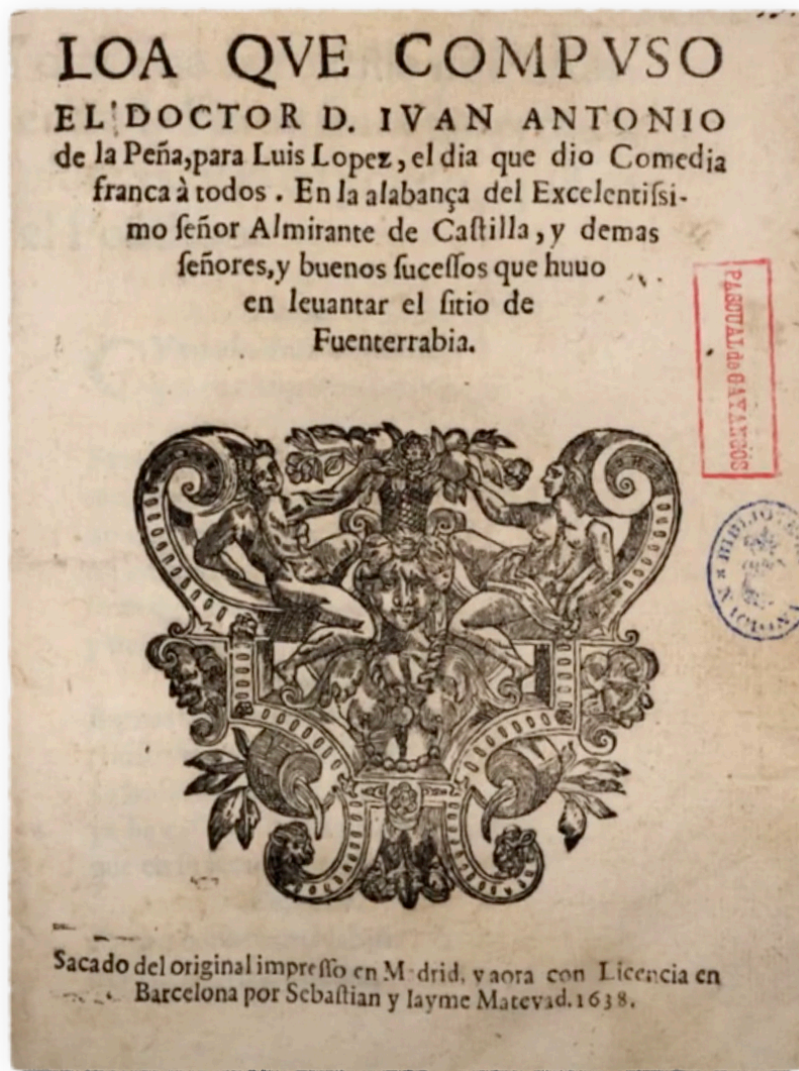 LOA QVE COMPVSO
EL DOCTOR D. IVAN ANTONIO
de la Peña, para Luis Lopez, el dia que dio Comedia
franca à todos. En la alabança del Excelentiſsi-
mo ſeñor Almirante de Caſtilla, y demas
ſeñores, y buenos ſuceſſos que huuo
en leuantar el ſitio de
Fuenterrabia.
PASCUAL de GAYANGOS
Sacado del original impreſſo en M drid, y aora con Licencia en
Barcelona por Sebaſtian y Iayme Matevad. 1638.